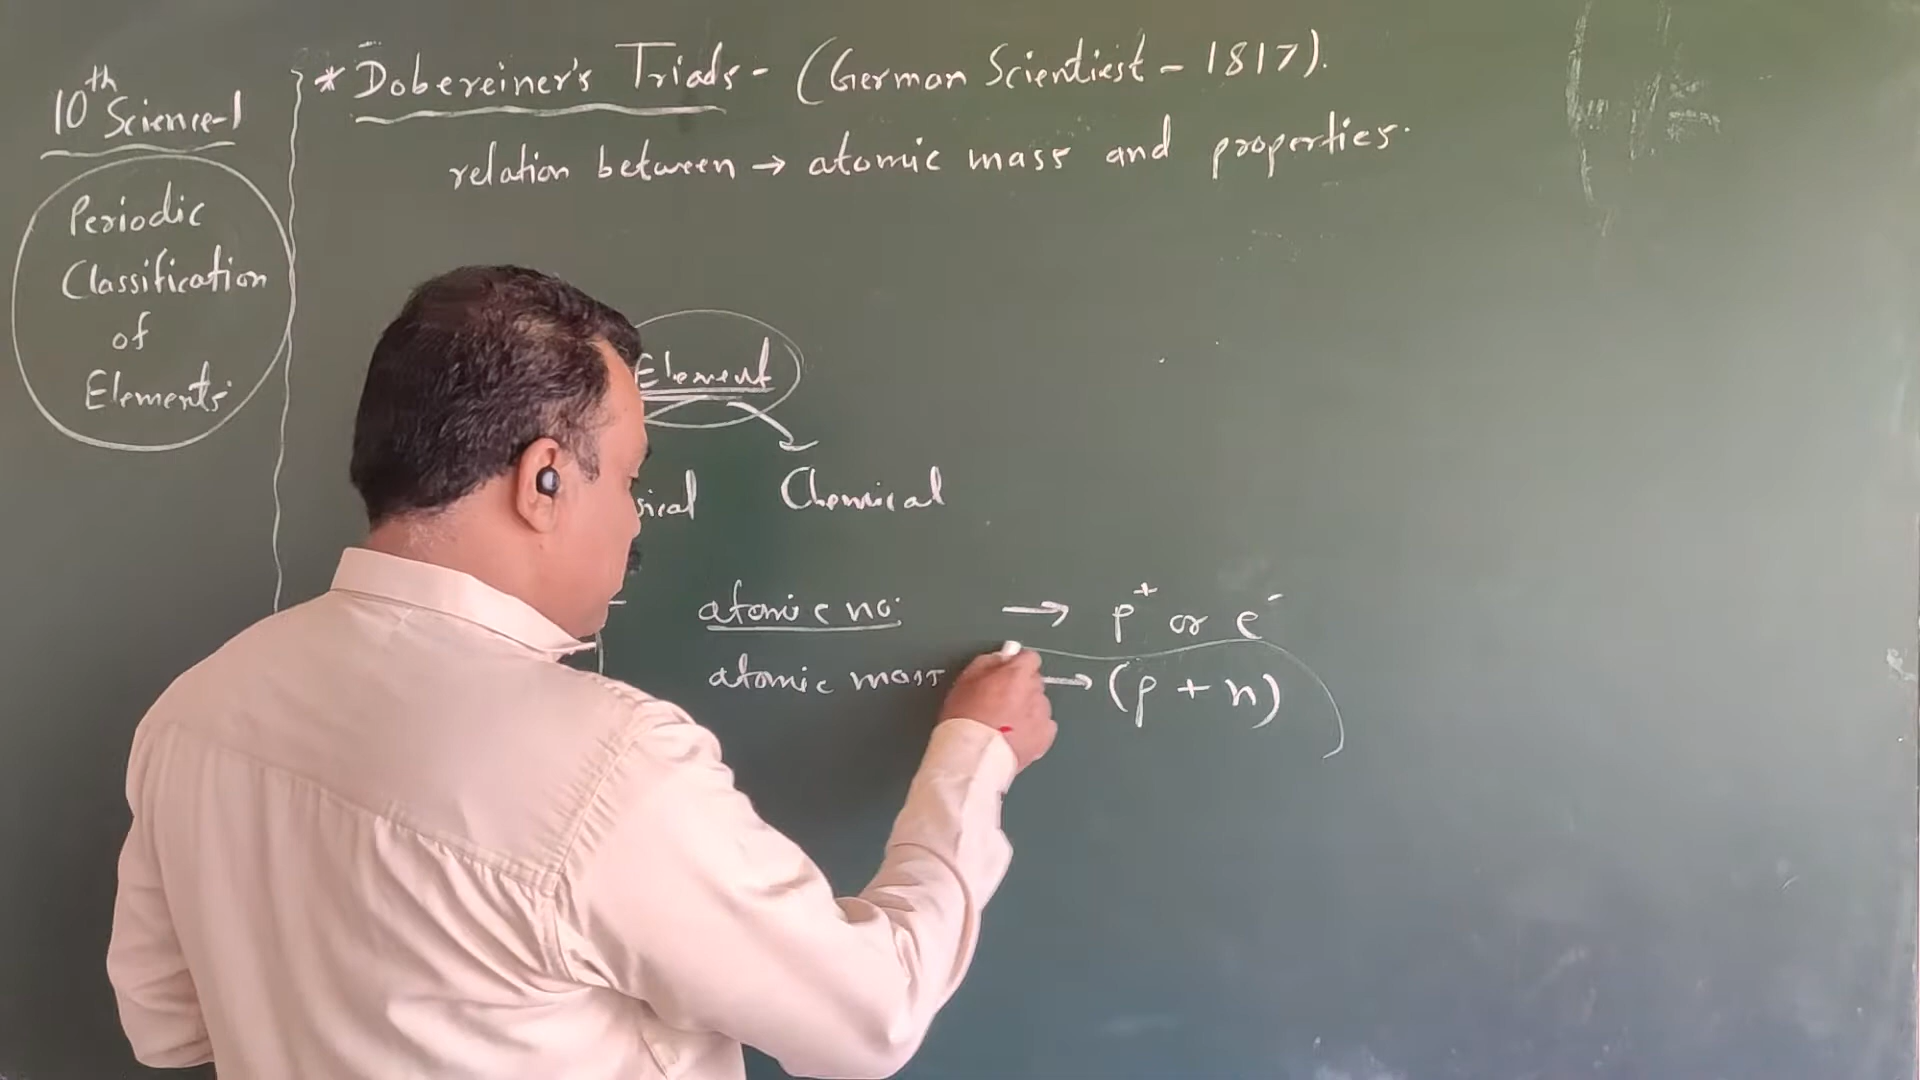 10th Science-1
Periodic
Classification
of
Elements
* Dobereiner's Triads - (German Scientiest - 1817).
relation between → atomic mass and properties.
Element
sical Chemical
atomic no. → p+ or e-
atomic mass → (p + n)